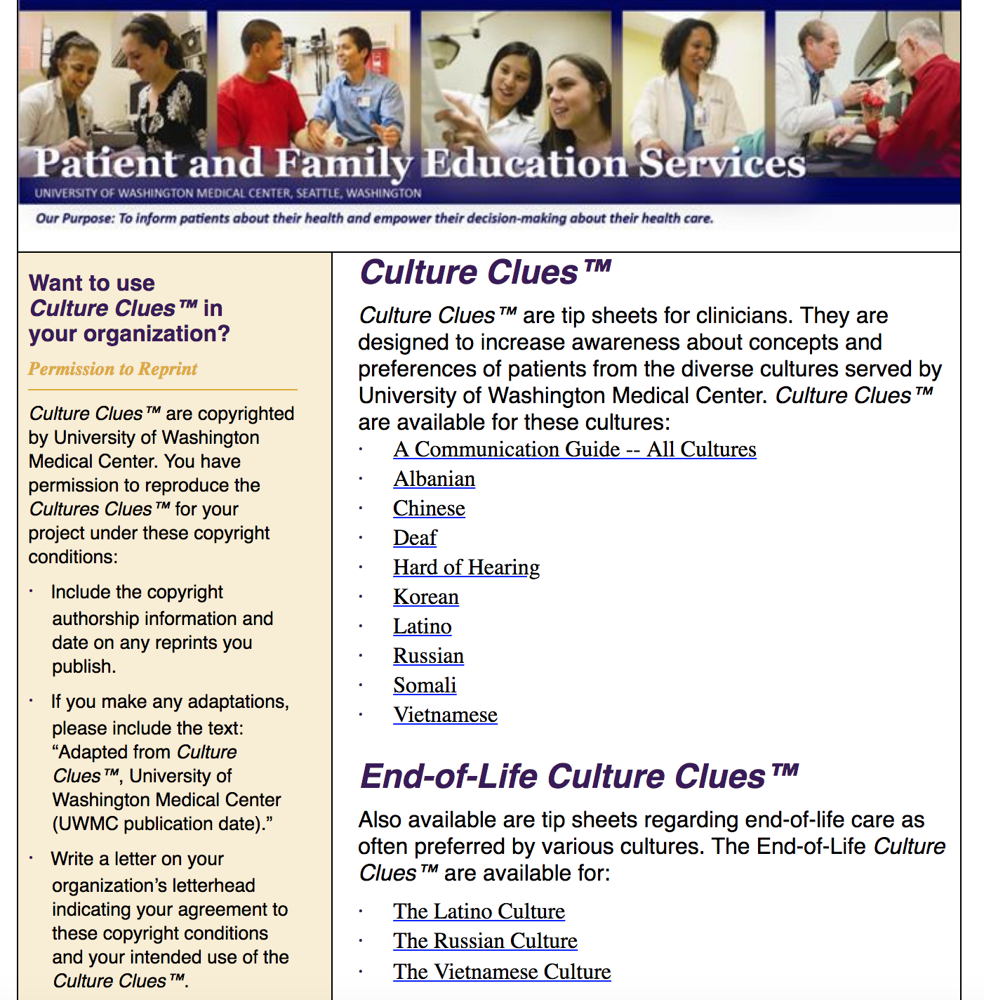 Patient and Family Education Services
UNIVERSITY OF WASHINGTON MEDICAL CENTER, SEATTLE, WASHINGTON
Our Purpose: To inform patients about their health and empower their decision-making about their health care.
Want to use
Culture Clues™ in
your organization?
Permission to Reprint
Culture Clues™ are copyrighted
by University of Washington
Medical Center. You have
permission to reproduce the
Cultures Clues™ for your
project under these copyright
conditions:
· Include the copyright
authorship information and
date on any reprints you
publish.
· If you make any adaptations,
please include the text:
“Adapted from Culture
Clues™, University of
Washington Medical Center
(UWMC publication date).”
· Write a letter on your
organization’s letterhead
indicating your agreement to
these copyright conditions
and your intended use of the
Culture Clues™.
Culture Clues™
Culture Clues™ are tip sheets for clinicians. They are
designed to increase awareness about concepts and
preferences of patients from the diverse cultures served by
University of Washington Medical Center. Culture Clues™
are available for these cultures:
· A Communication Guide -- All Cultures
· Albanian
· Chinese
· Deaf
· Hard of Hearing
· Korean
· Latino
· Russian
· Somali
· Vietnamese
End-of-Life Culture Clues™
Also available are tip sheets regarding end-of-life care as
often preferred by various cultures. The End-of-Life Culture
Clues™ are available for:
· The Latino Culture
· The Russian Culture
· The Vietnamese Culture